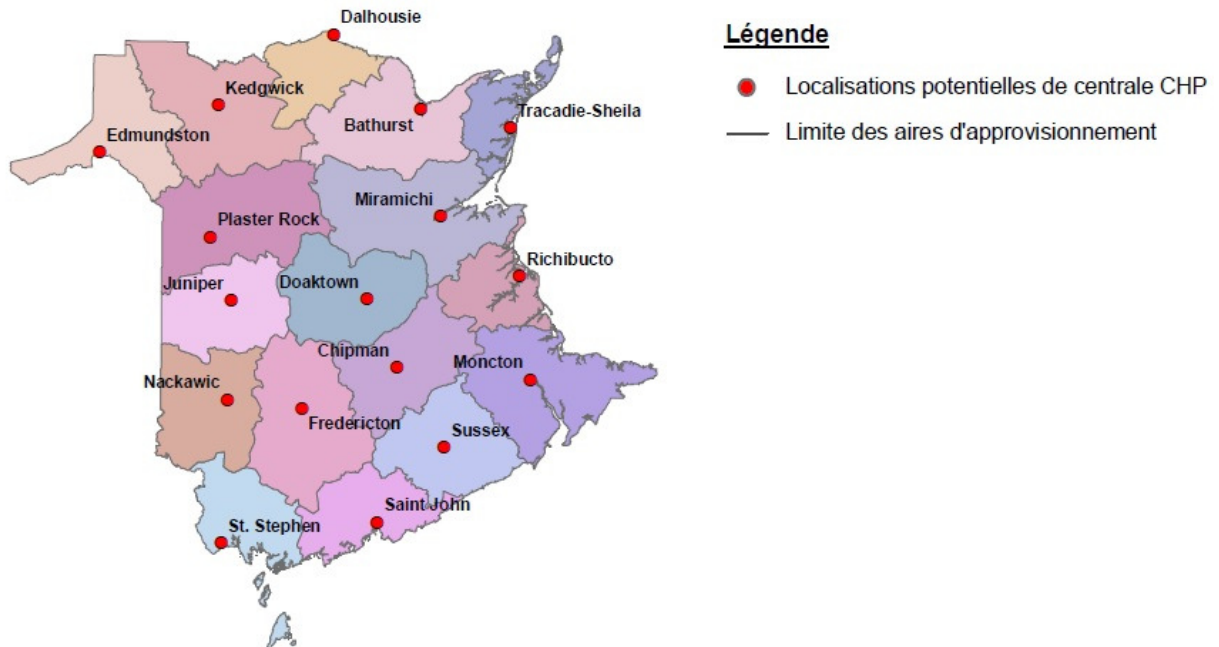 Dalhousie
Légende
Kedgwick
Localisations potentielles de centrale CHP
Bathurst
Tracadie-Sheila
Edmundston
Limite des aires d'approvisionnement
Miramichi
Plaster Rock
Richibucto
Juniper
Doaktown
Chipman
Moncton
Nackawic
Fredericton
Sussex
Saint John
St. Stephen